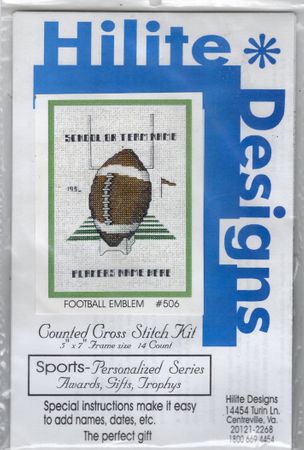 Hilite *
Designs
SCHOOL OR TEAM NAME
PLAYERS NAME HERE
FOOTBALL EMBLEM #506
Counted Cross Stitch Kit
5" x 7" Frame size 14 Count
Sports-Personalized Series
Awards, Gifts, Trophys
Special instructions make it easy
to add names, dates, etc.
The perfect gift
Hilite Designs
14454 Turin Ln.
Centreville, Va.
20121-2268
1800 669 4454